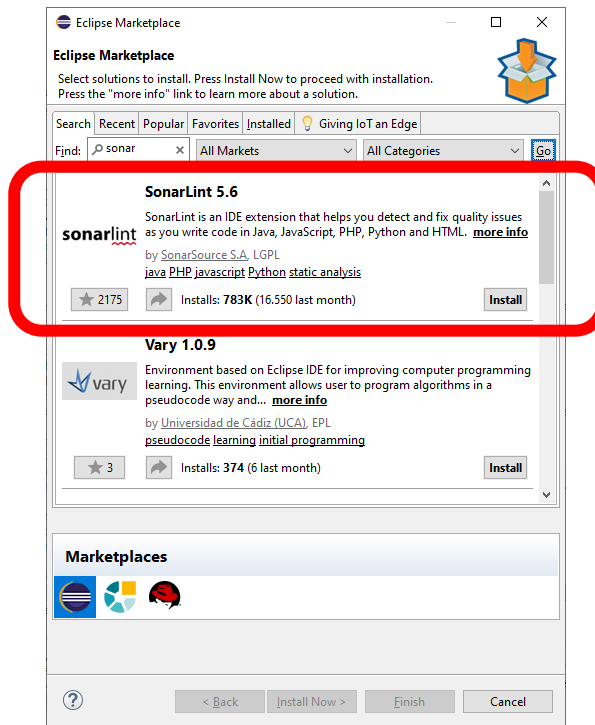 Eclipse Marketplace
Eclipse Marketplace
Select solutions to install. Press Install Now to proceed with installation.
Press the "more info" link to learn more about a solution.
Search Recent Popular Favorites Installed Giving IoT an Edge
Find: sonar All Markets All Categories Go
SonarLint 5.6
sonarlint
SonarLint is an IDE extension that helps you detect and fix quality issues
as you write code in Java, JavaScript, PHP, Python and HTML. more info
by SonarSource S.A, LGPL
java PHP javascript Python static analysis
2175 Installs: 783K (16.550 last month) Install
Vary 1.0.9
vary
Environment based on Eclipse IDE for improving computer programming
learning. This environment allows user to program algorithms in a
pseudocode way and... more info
by Universidad de Cádiz (UCA), EPL
pseudocode learning initial programming
3 Installs: 374 (6 last month) Install
Marketplaces
? < Back Install Now > Finish Cancel